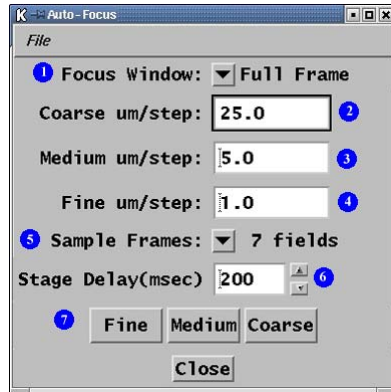 Auto-Focus
File
1 Focus Window: Full Frame
Coarse um/step: 25.0 2
Medium um/step: 5.0 3
Fine um/step: 1.0 4
5 Sample Frames: 7 fields
Stage Delay(msec) 200 6
7 Fine Medium Coarse
Close